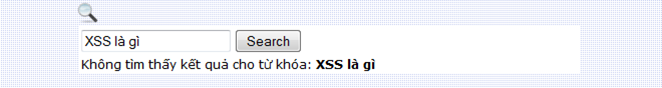 XSS là gì Search
Không tìm thấy kết quả cho từ khóa: XSS là gì